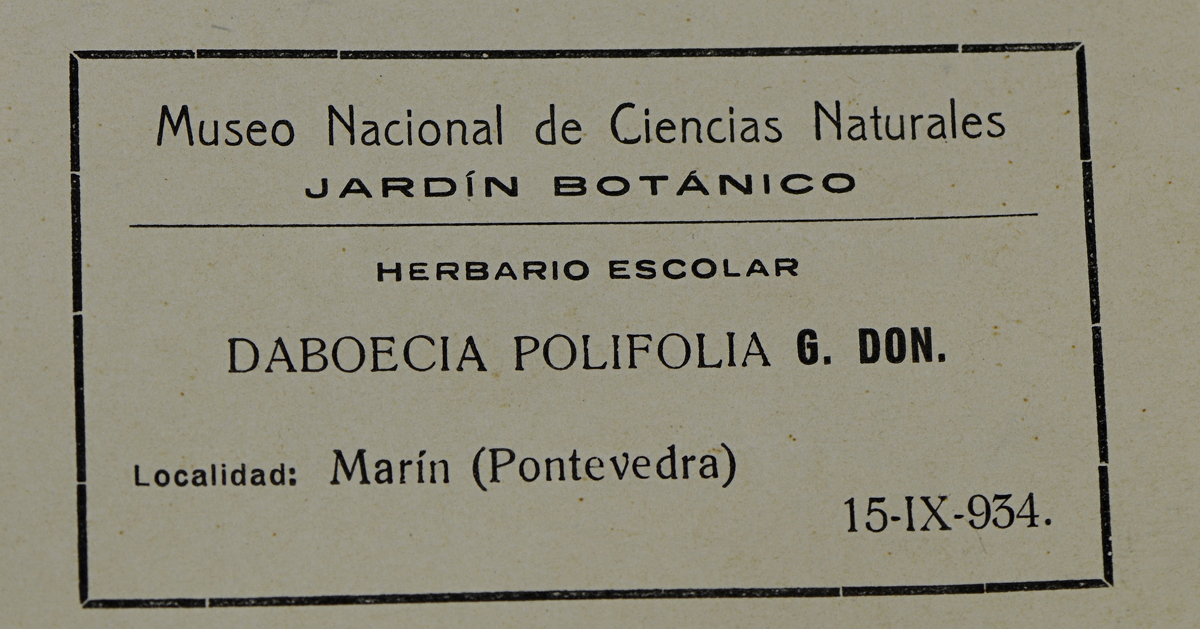 Museo Nacional de Ciencias Naturales
JARDÍN BOTÁNICO
HERBARIO ESCOLAR
DABOECIA POLIFOLIA G. DON.
Localidad: Marín (Pontevedra)
15-IX-934.